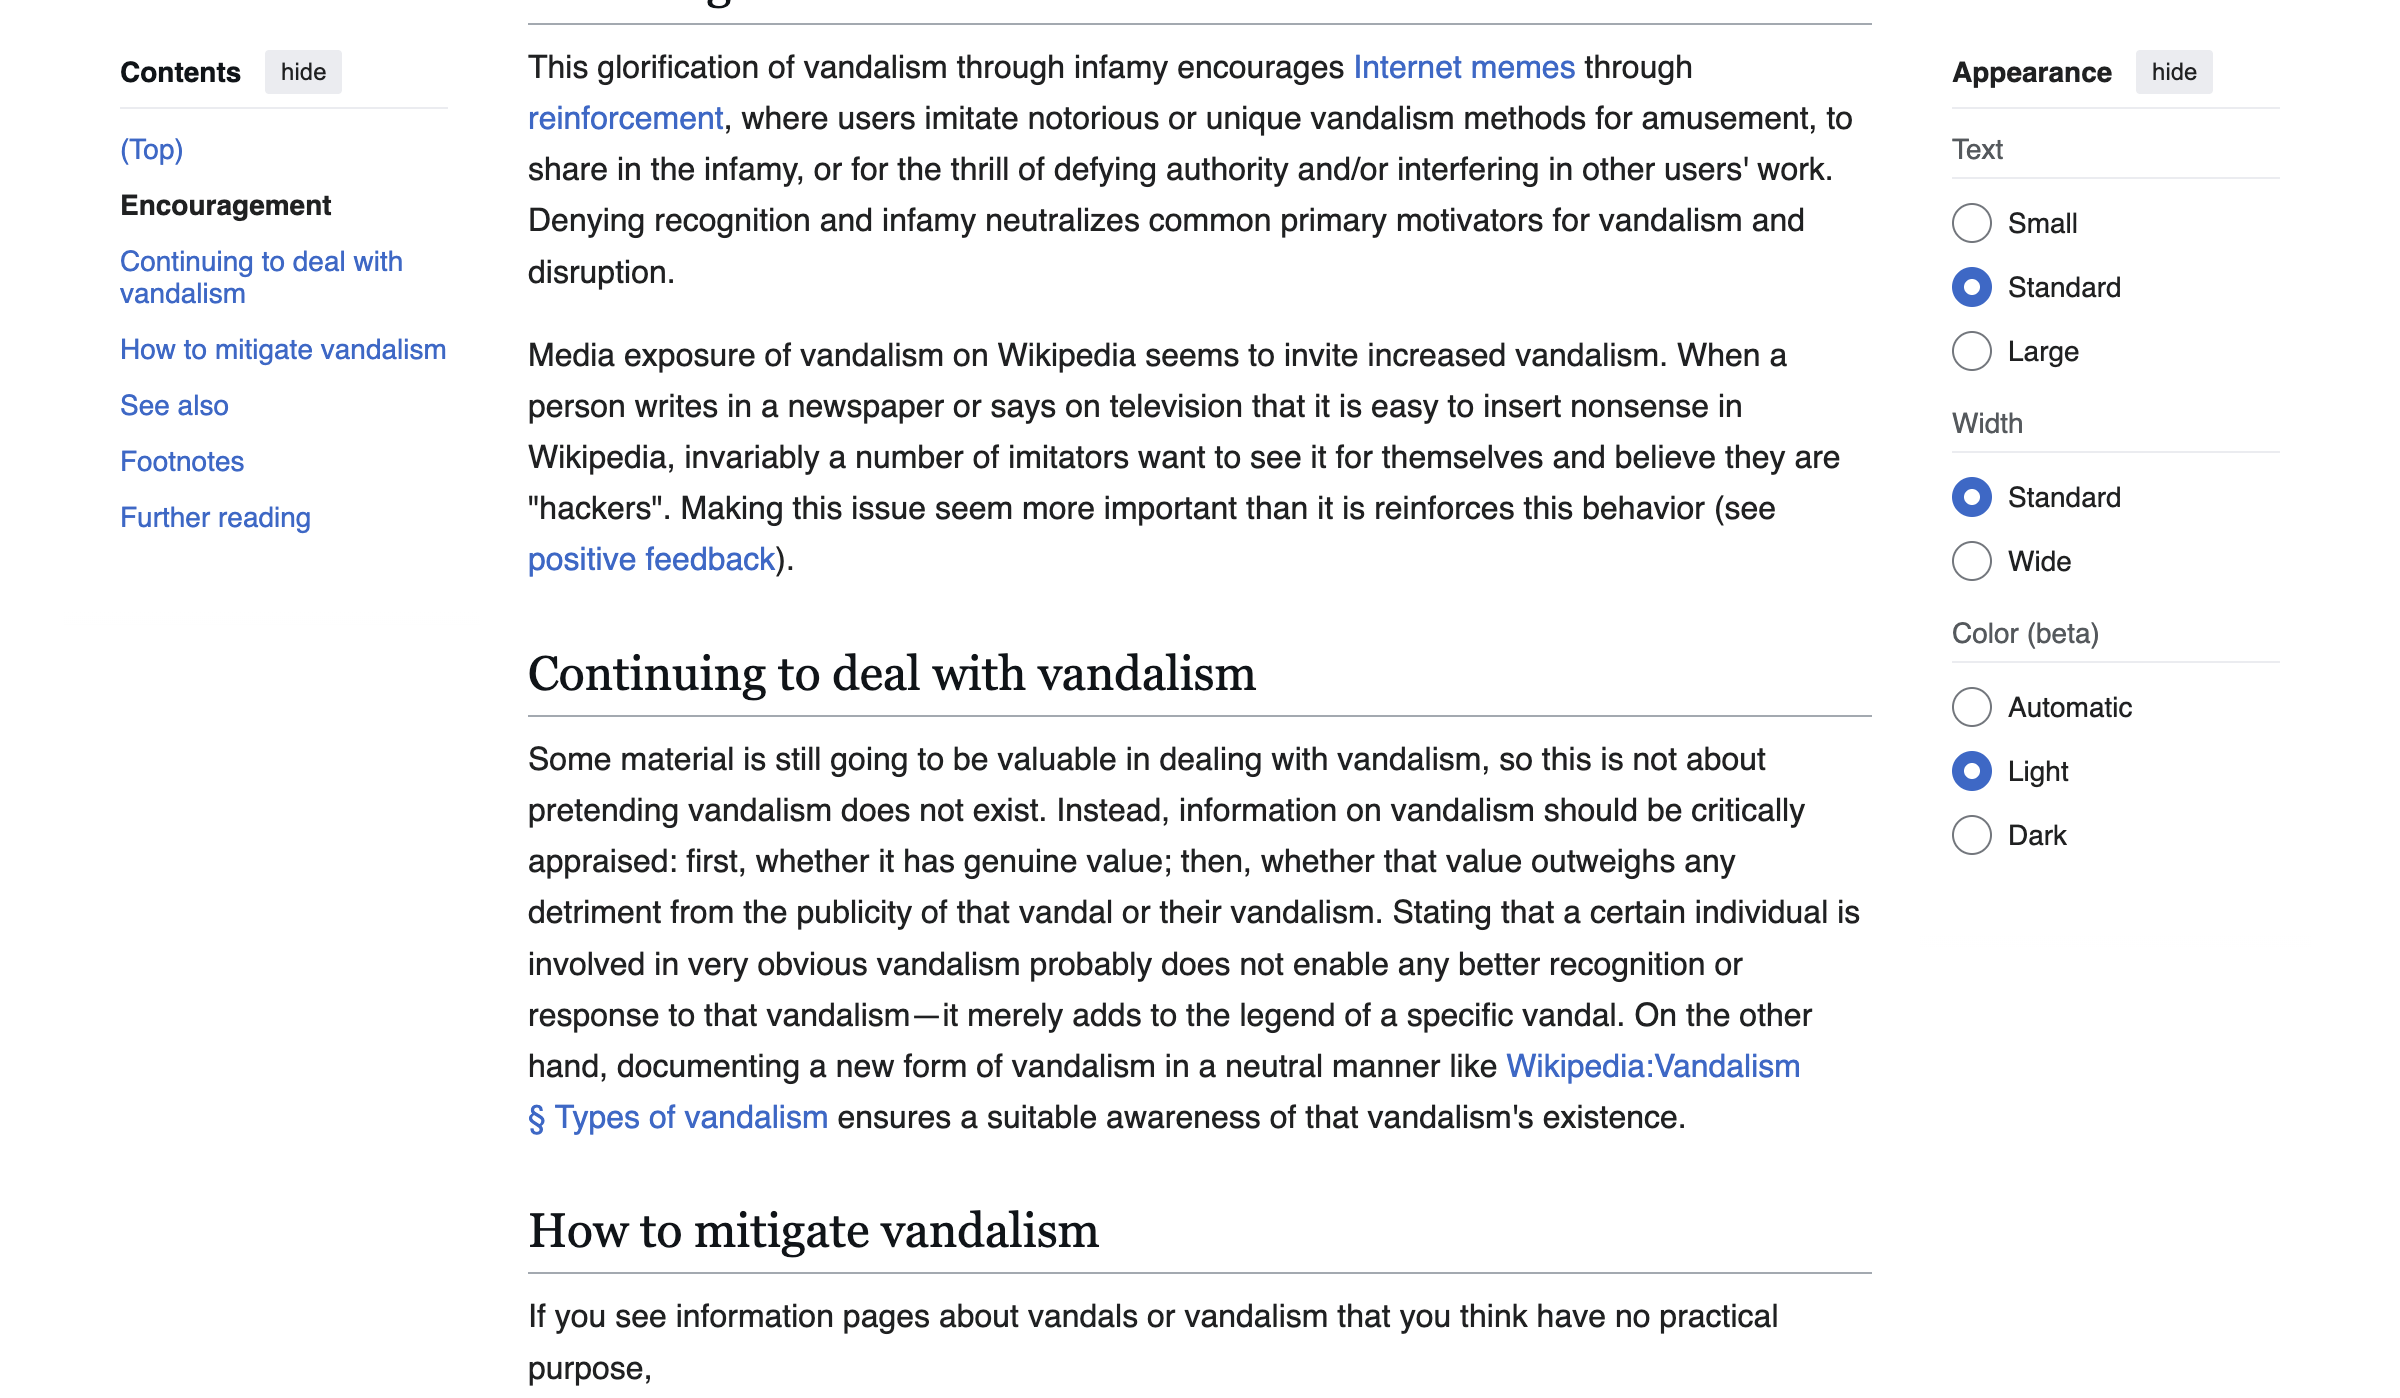 Contents hide
(Top)
Encouragement
Continuing to deal with
vandalism
How to mitigate vandalism
See also
Footnotes
Further reading
This glorification of vandalism through infamy encourages Internet memes through
reinforcement, where users imitate notorious or unique vandalism methods for amusement, to
share in the infamy, or for the thrill of defying authority and/or interfering in other users' work.
Denying recognition and infamy neutralizes common primary motivators for vandalism and
disruption.
Media exposure of vandalism on Wikipedia seems to invite increased vandalism. When a
person writes in a newspaper or says on television that it is easy to insert nonsense in
Wikipedia, invariably a number of imitators want to see it for themselves and believe they are
"hackers". Making this issue seem more important than it is reinforces this behavior (see
positive feedback).
Continuing to deal with vandalism
Some material is still going to be valuable in dealing with vandalism, so this is not about
pretending vandalism does not exist. Instead, information on vandalism should be critically
appraised: first, whether it has genuine value; then, whether that value outweighs any
detriment from the publicity of that vandal or their vandalism. Stating that a certain individual is
involved in very obvious vandalism probably does not enable any better recognition or
response to that vandalism—it merely adds to the legend of a specific vandal. On the other
hand, documenting a new form of vandalism in a neutral manner like Wikipedia:Vandalism
§ Types of vandalism ensures a suitable awareness of that vandalism's existence.
How to mitigate vandalism
If you see information pages about vandals or vandalism that you think have no practical
purpose,
Appearance hide
Text
Small
Standard
Large
Width
Standard
Wide
Color (beta)
Automatic
Light
Dark